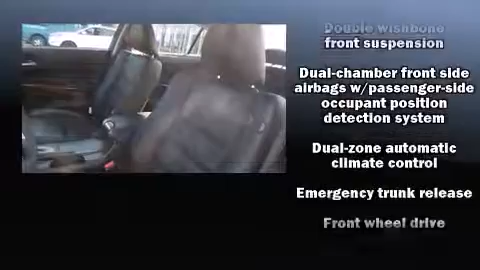 Double wishbone
front suspension
Dual-chamber front side
airbags w/passenger-side
occupant position
detection system
Dual-zone automatic
climate control
Emergency trunk release
Front wheel drive